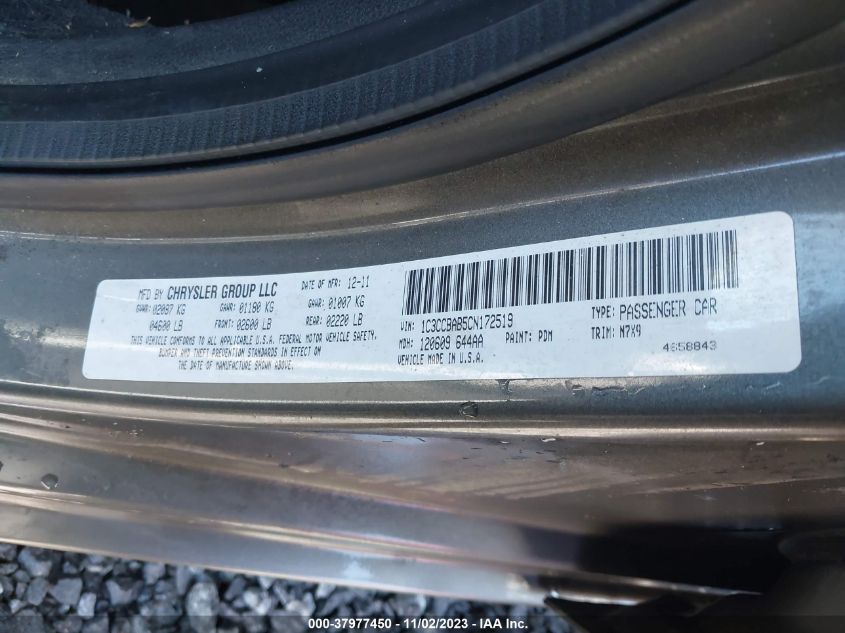 MFD BY CHRYSLER GROUP LLC DATE OF MFR: 12-11
GVWR: 02087 KG GAWR: 01180 KG GAWR: 01007 KG
04600 LB FRONT: 02600 LB REAR: 02220 LB
THIS VEHICLE CONFORMS TO ALL APPLICABLE U.S.A. FEDERAL MOTOR VEHICLE SAFETY,
BUMPER AND THEFT PREVENTION STANDARDS IN EFFECT ON
THE DATE OF MANUFACTURE SHOWN ABOVE.
VIN: 1C3CCBAB5CN172519 TYPE: PASSENGER CAR
MDH: 120609 644AA PAINT: PDM TRIM: N7X9
VEHICLE MADE IN U.S.A. 4658843
000-37977450 - 11/02/2023 - IAA Inc.